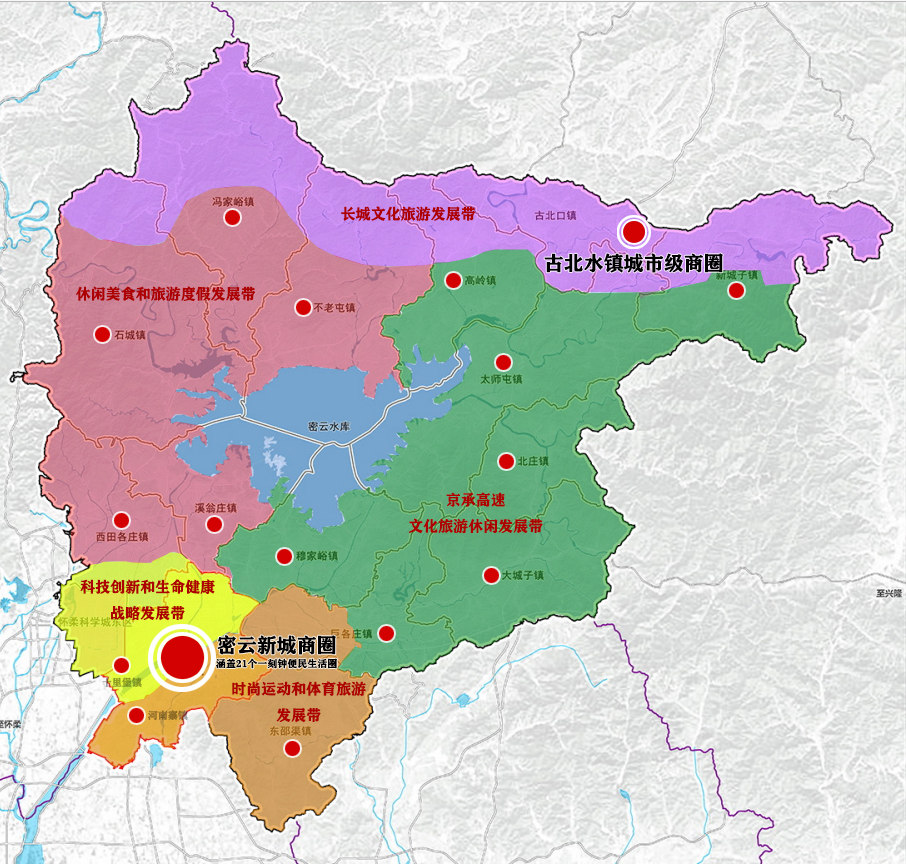 冯家峪镇
长城文化旅游发展带
古北口镇
古北水镇城市级商圈
新城子镇
高岭镇
休闲美食和旅游度假发展带
不老屯镇
石城镇
太师屯镇
密云水库
北庄镇
京承高速
文化旅游休闲发展带
溪翁庄镇
西田各庄镇
穆家峪镇
大城子镇
科技创新和生命健康
战略发展带
至兴隆
怀柔科学城东区
巨各庄镇
密云新城商圈
涵盖21个一刻钟便民生活圈
十里堡镇
时尚运动和体育旅游
发展带
河南寨镇
至怀柔
东邵渠镇